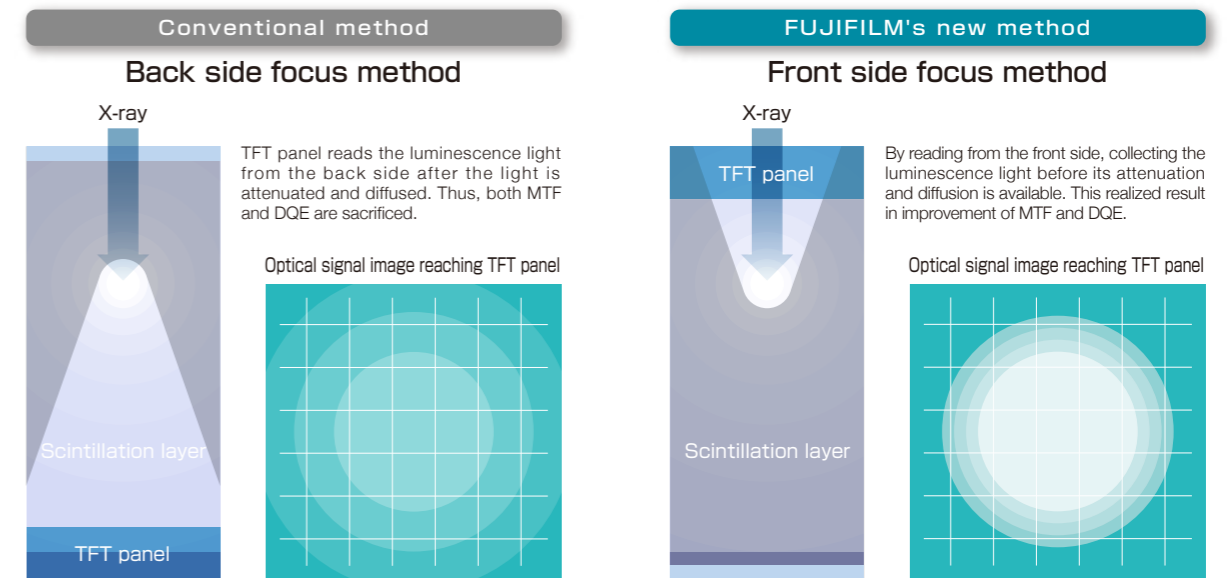 Conventional method
Back side focus method
X-ray
TFT panel reads the luminescence light
from the back side after the light is
attenuated and diffused. Thus, both MTF
and DQE are sacrificed.
Optical signal image reaching TFT panel
Scintillation layer
TFT panel
FUJIFILM's new method
Front side focus method
X-ray
TFT panel
By reading from the front side, collecting the
luminescence light before its attenuation
and diffusion is available. This realized result
in improvement of MTF and DQE.
Optical signal image reaching TFT panel
Scintillation layer